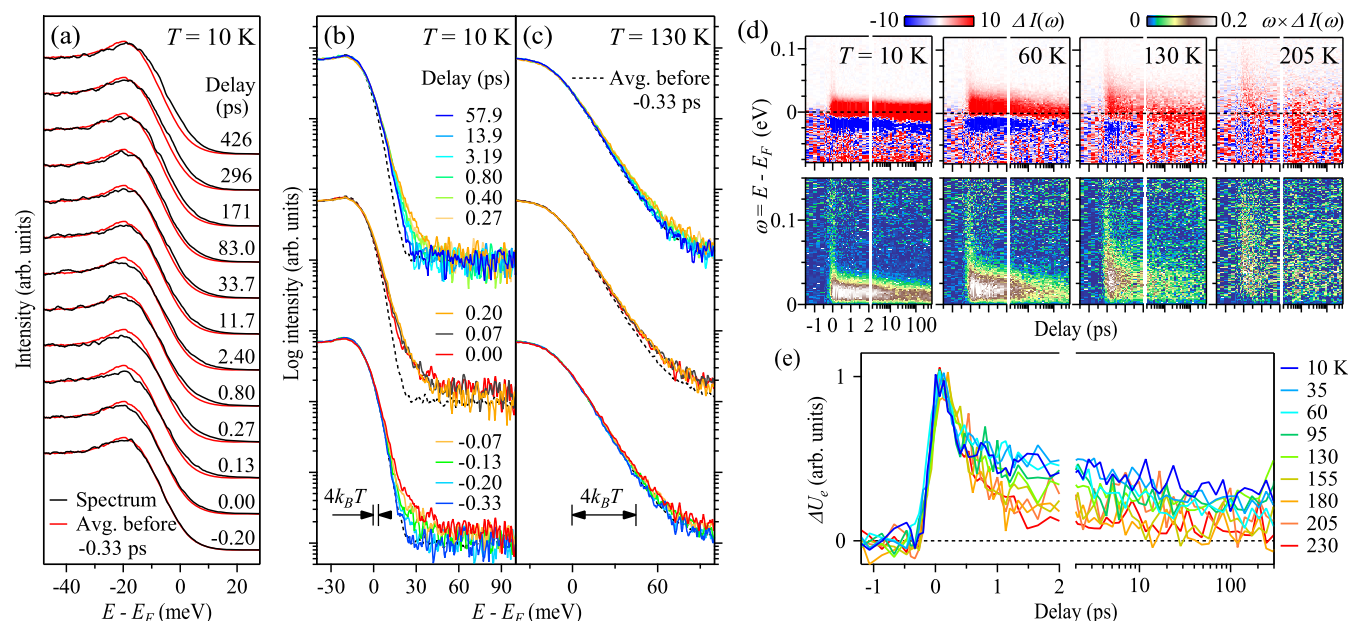 (a)
T = 10 K
Delay
(ps)
426
296
171
83.0
33.7
11.7
2.40
0.80
0.27
0.13
0.00
-0.20
Spectrum
Avg. before
-0.33 ps
Intensity (arb. units)
-40
-20
0
20
E - E_F (meV)
(b)
T = 10 K
Delay (ps)
57.9
13.9
3.19
0.80
0.40
0.27
0.20
0.07
0.00
-0.07
-0.13
-0.20
-0.33
4k_BT
Log intensity (arb. units)
-40
-30
0
30
60
90
E - E_F (meV)
(c)
T = 130 K
Avg. before
-0.33 ps
4k_BT
0
60
(d)
-10
10
ΔI(ω)
0
0.2
ω×ΔI(ω)
T = 10 K
60 K
130 K
205 K
0.1
0
0.1
0
ω = E - E_F (eV)
-1 0 1 2 10 100
Delay (ps)
(e)
1
0
ΔU_e (arb. units)
-1
0
1
2
10
100
Delay (ps)
10 K
35
60
95
130
155
180
205
230